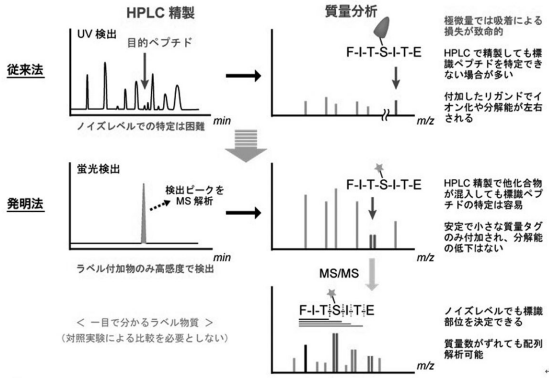 HPLC 精製
質量分析
従来法
UV 検出
目的ペプチド
ノイズレベルでの特定は困難
min
F-I-T-S-I-T-E
m/z
極微量では吸着による
損失が致命的
HPLC で精製しても標
識ペプチドを特定でき
ない場合が多い
付加したリガンドでイ
オン化や分解能が左右
される
発明法
蛍光検出
検出ピークを
MS 解析
min
ラベル付加物のみ高感度で検出
F-I-T-S-I-T-E
m/z
HPLC 精製で他化合物
が混入しても標識ペプ
チドの特定は容易
安定で小さな質量タグ
のみ付加され、分解能
の低下はない
MS/MS
F-I-T-S-I-T-E
m/z
< 一目で分かるラベル物質 >
(対照実験による比較を必要としない)
ノイズレベルでも標識
部位を決定できる
質量数がずれても配列
解析可能